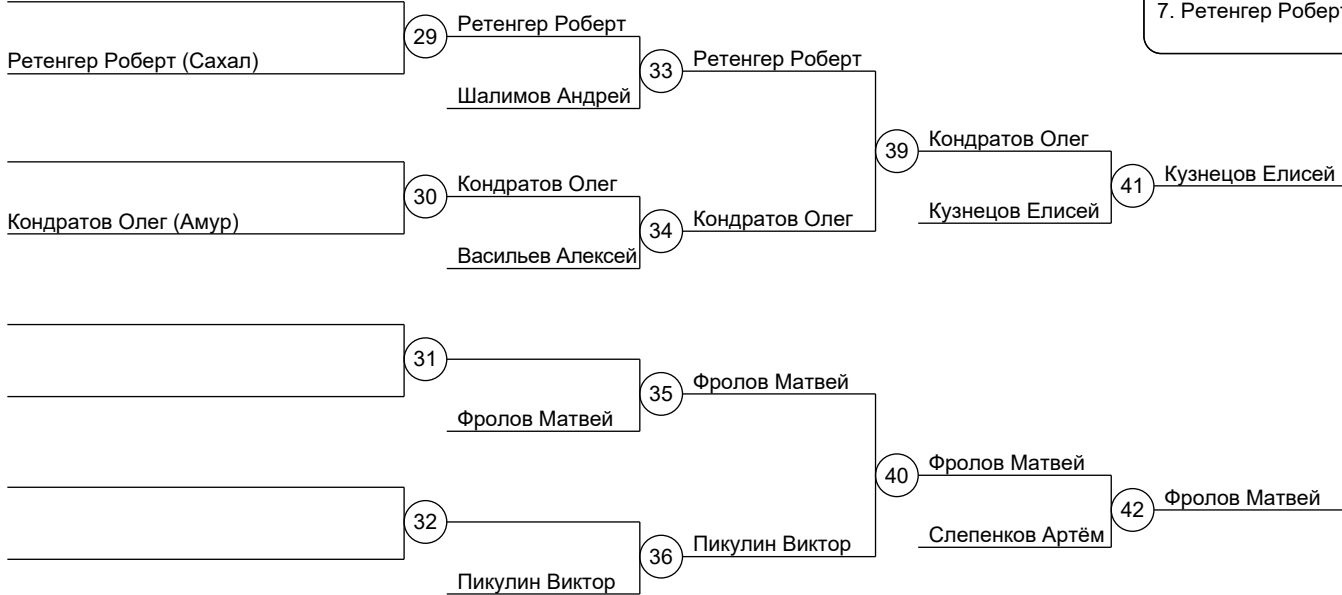 7. Ретенгер Роберт
29
Ретенгер Роберт
Ретенгер Роберт (Сахал)
33
Ретенгер Роберт
Шалимов Андрей
39
Кондратов Олег
30
Кондратов Олег
41
Кузнецов Елисей
Кондратов Олег (Амур)
34
Кондратов Олег
Кузнецов Елисей
Васильев Алексей
31
35
Фролов Матвей
Фролов Матвей
40
Фролов Матвей
32
42
Фролов Матвей
36
Пикулин Виктор
Слепенков Артём
Пикулин Виктор